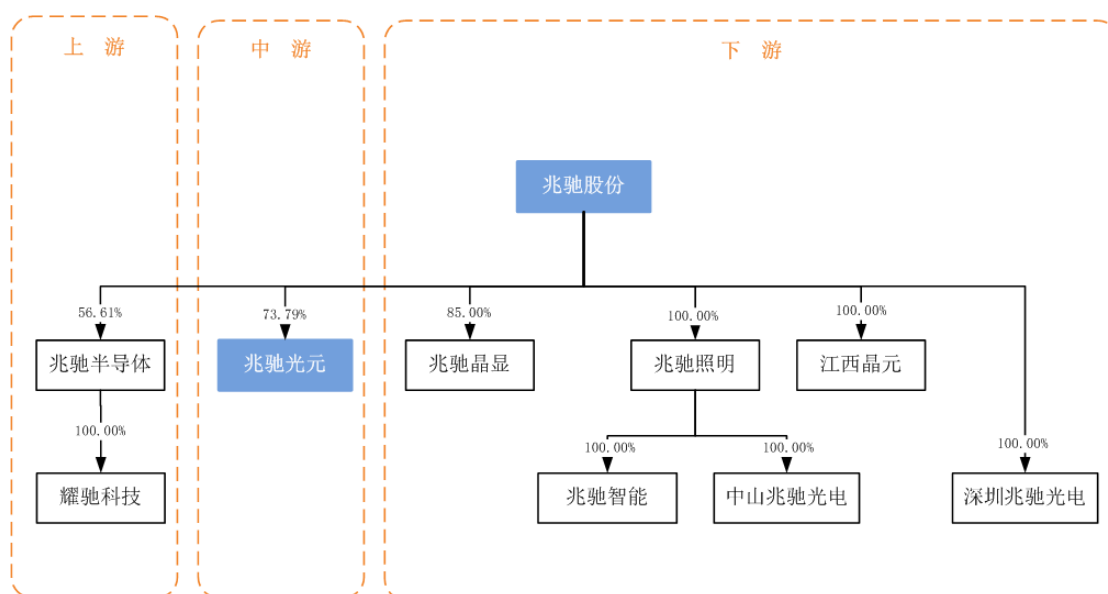 上 游
中 游
下 游
兆驰股份
56.61%
73.79%
85.00%
100.00%
100.00%
兆驰半导体
兆驰光元
兆驰晶显
兆驰照明
江西晶元
100.00%
100.00%
100.00%
100.00%
耀驰科技
兆驰智能
中山兆驰光电
深圳兆驰光电